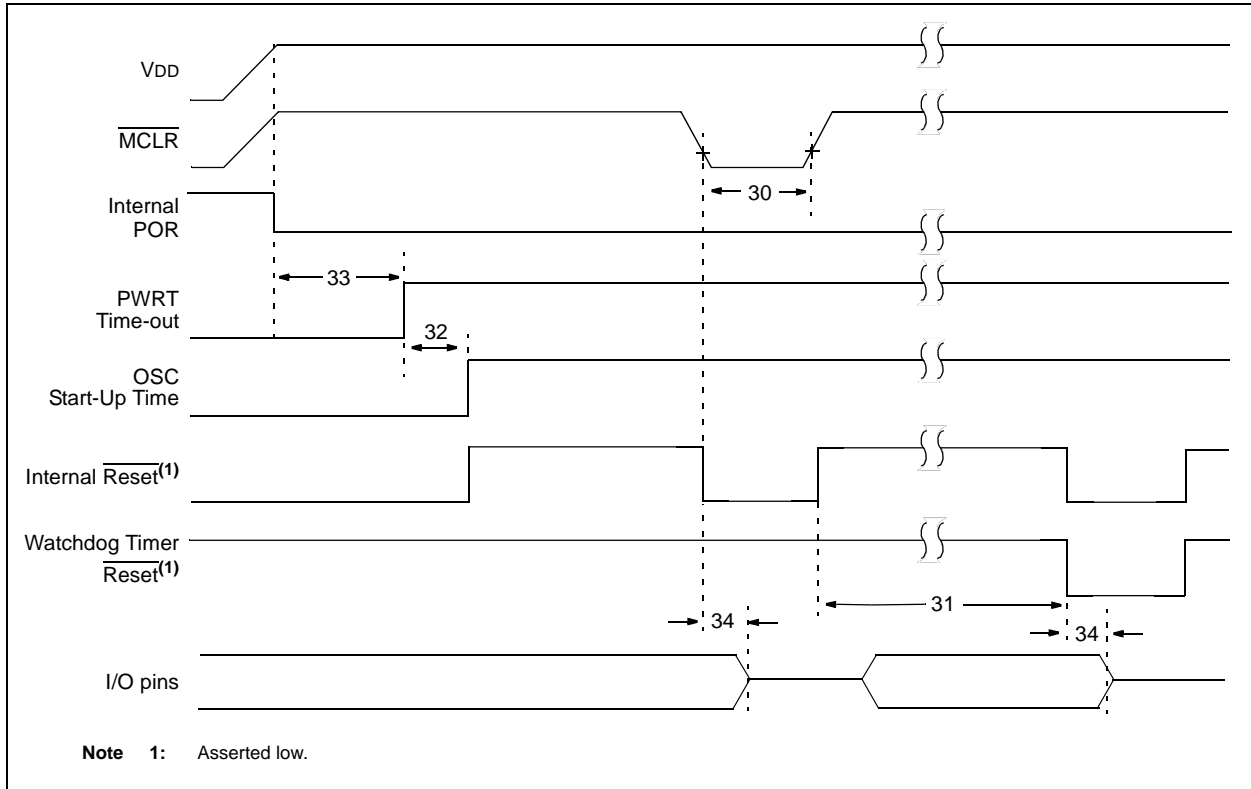 VDD
MCLR
30
Internal
POR
33
PWRT
Time-out
32
OSC
Start-Up Time
Internal Reset(1)
Watchdog Timer
Reset(1)
31
34
34
I/O pins
Note 1: Asserted low.